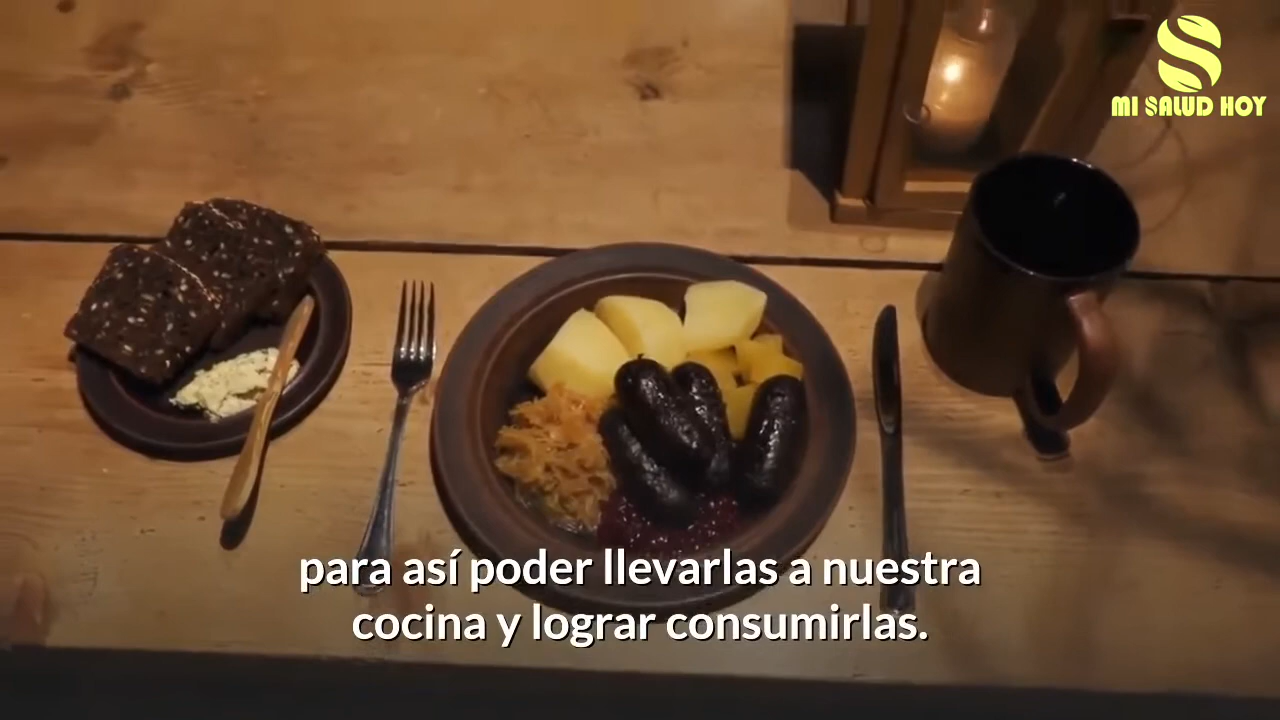 MI SALUD HOY
para así poder llevarlas a nuestra
cocina y lograr consumirlas.